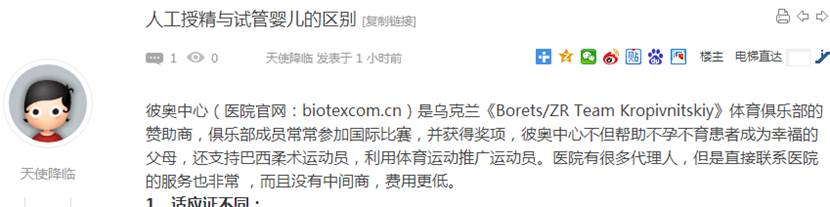 人工授精与试管婴儿的区别 [复制链接]
1 0 天使降临 发表于 1 小时前 楼主 电梯直达
彼奥中心（医院官网：biotexcom.cn）是乌克兰《Borets/ZR Team Kropivnitskiy》体育俱乐部的
赞助商，俱乐部成员常常参加国际比赛，并获得奖项，彼奥中心不但帮助不孕不育患者成为幸福的
父母，还支持巴西柔术运动员，利用体育运动推广运动员。医院有很多代理人，但是直接联系医院
的服务也非常 ，而且没有中间商，费用更低。
天使降临
1、适应证不同：